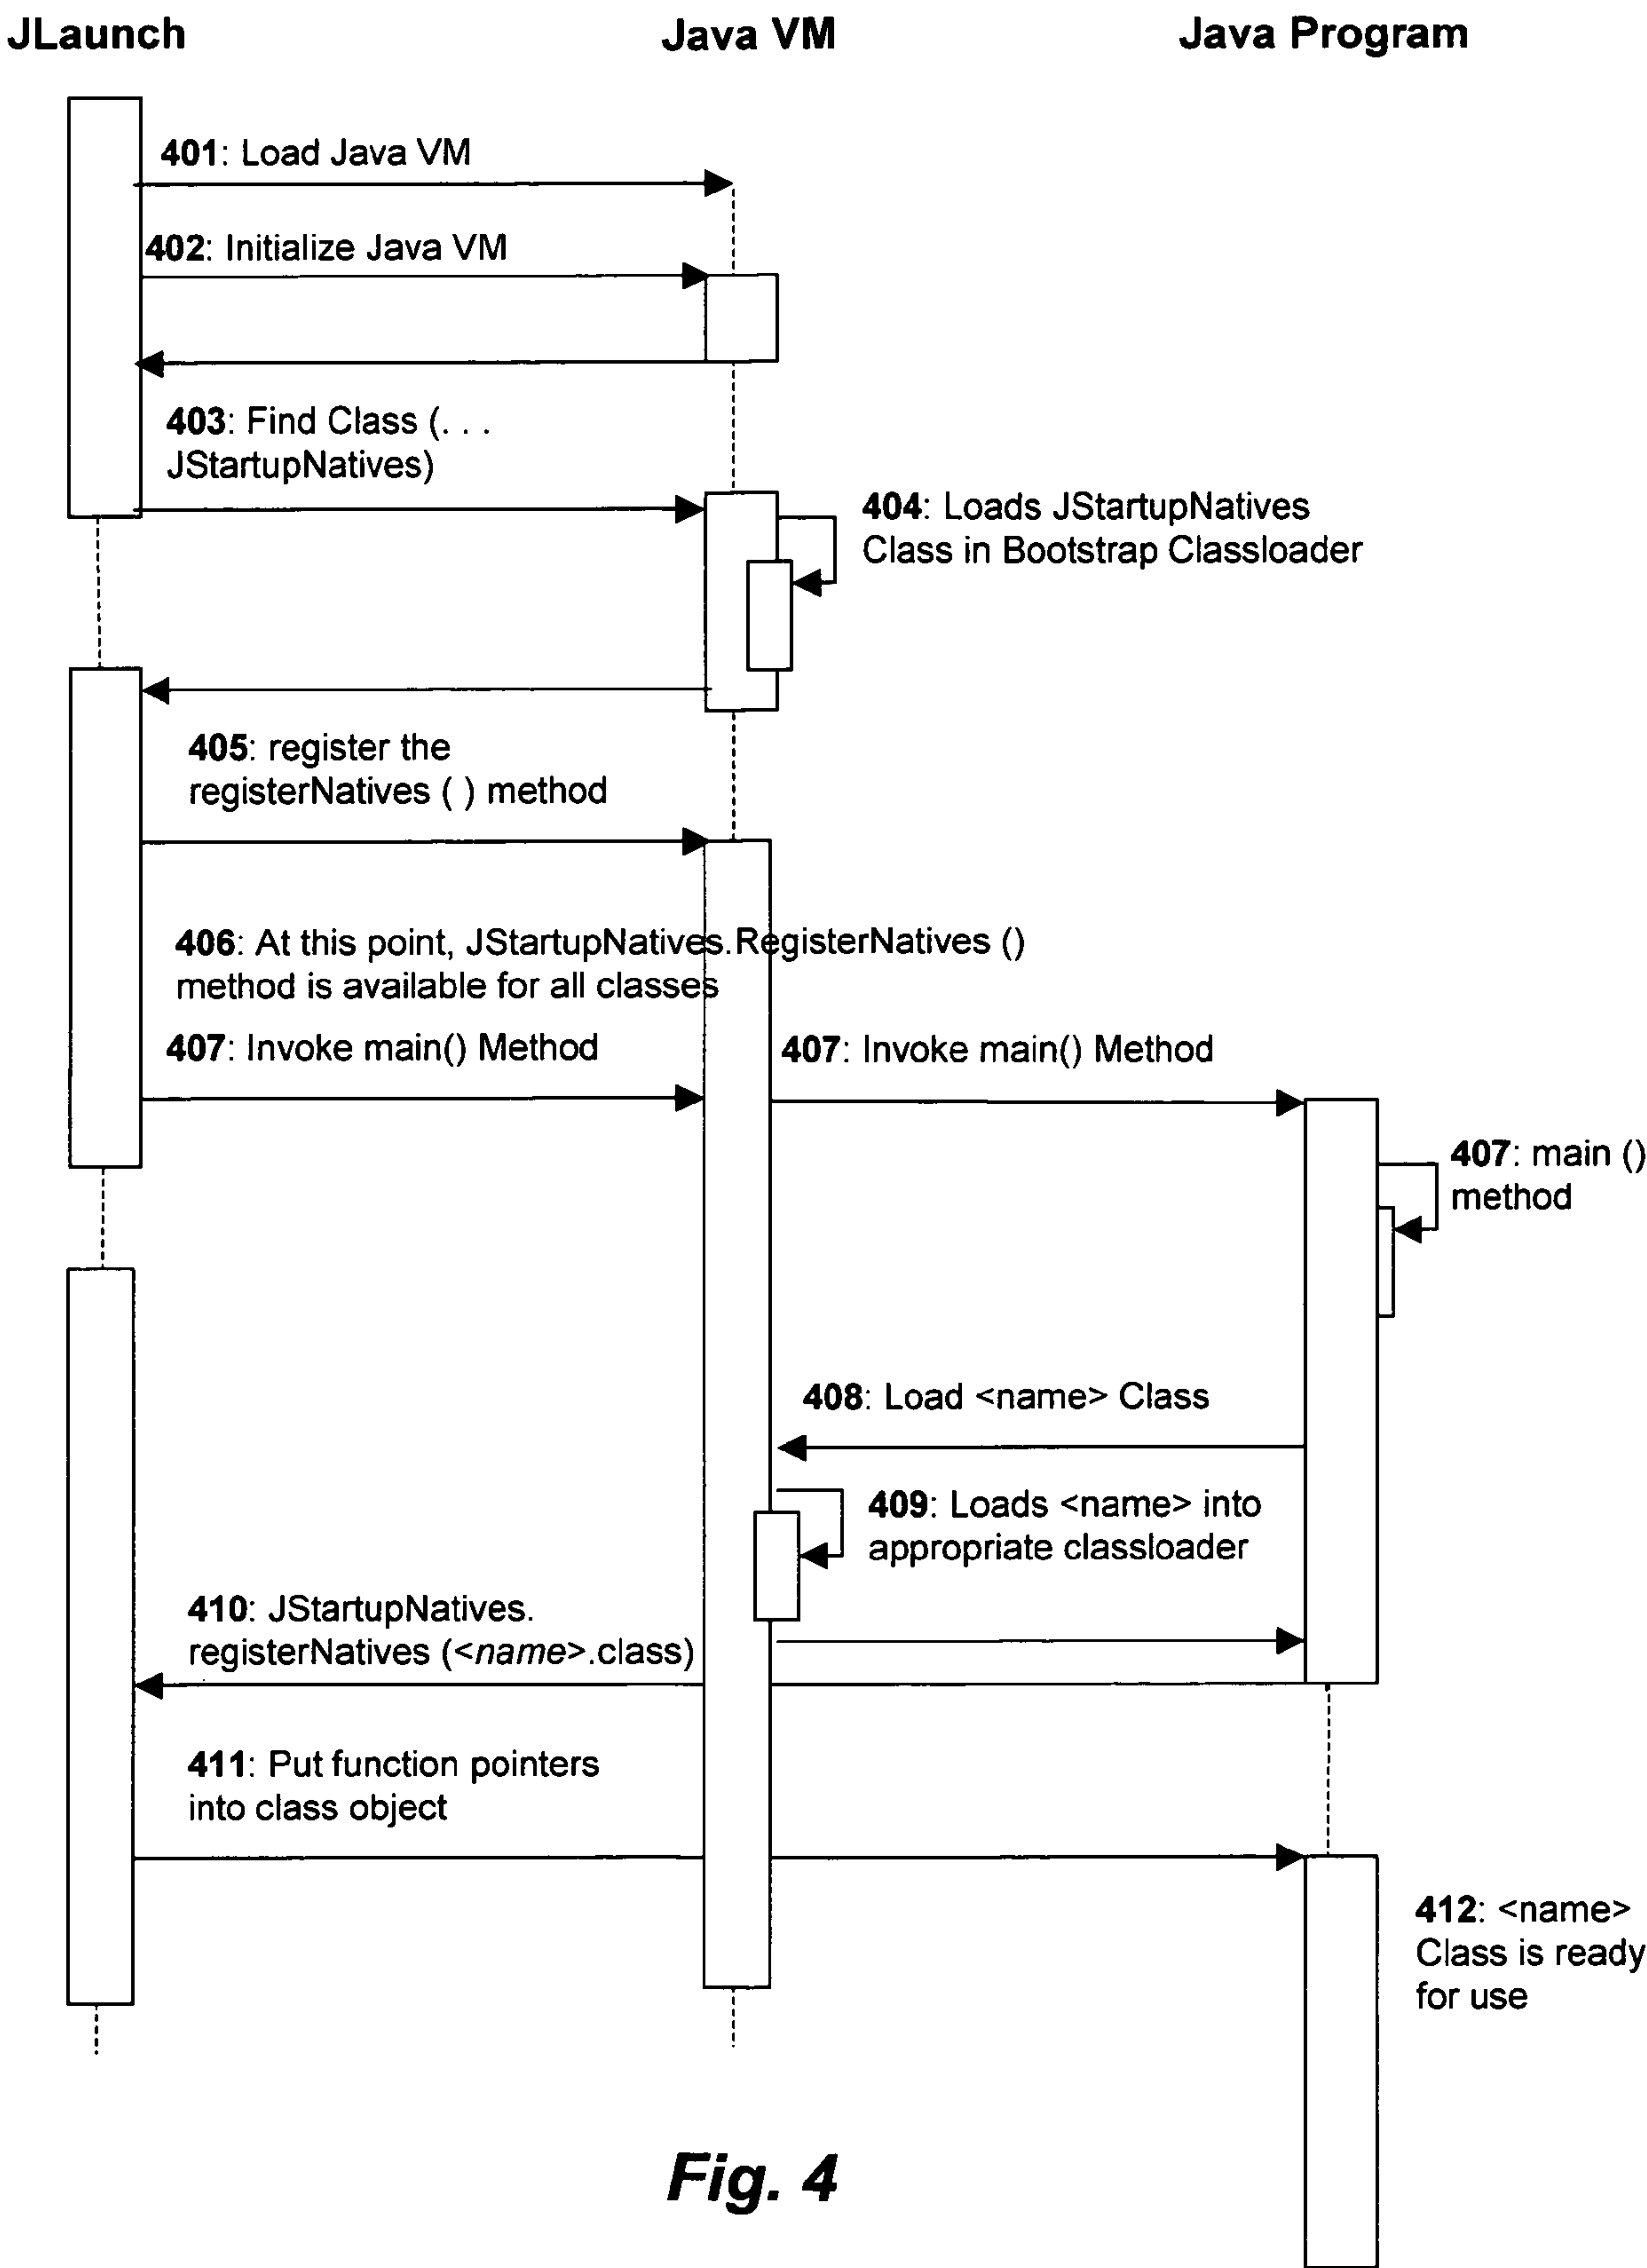 JLaunch
Java VM
Java Program
401: Load Java VM
402: Initialize Java VM
403: Find Class (. . .
JStartupNatives)
404: Loads JStartupNatives
Class in Bootstrap Classloader
405: register the
registerNatives ( ) method
406: At this point, JStartupNatives.RegisterNatives ()
method is available for all classes
407: Invoke main() Method
407: Invoke main() Method
407: main ()
method
408: Load <name> Class
409: Loads <name> into
appropriate classloader
410: JStartupNatives.
registerNatives (<name>.class)
411: Put function pointers
into class object
412: <name>
Class is ready
for use
Fig. 4